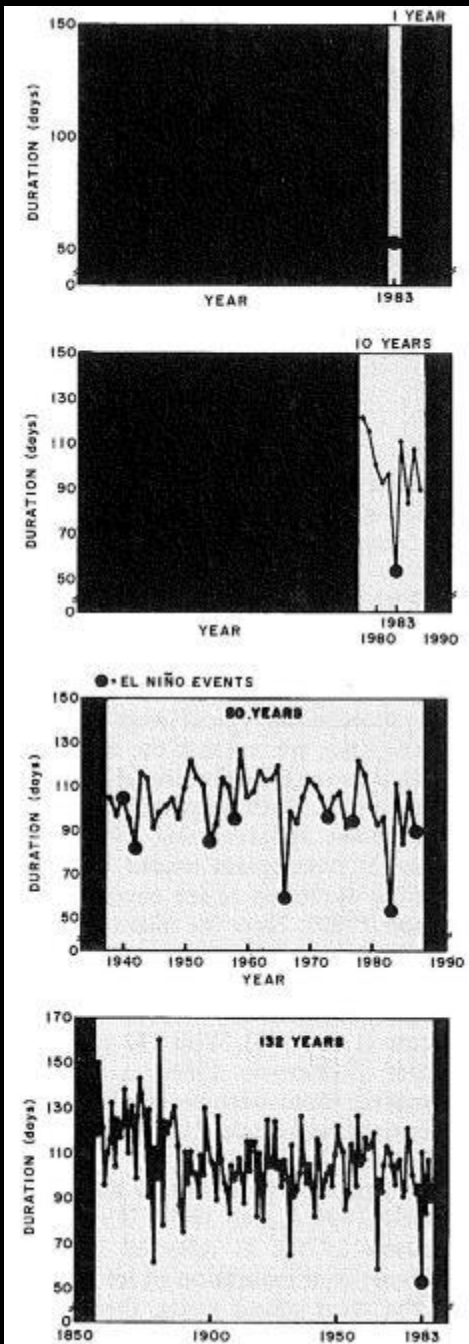 1 YEAR
150
100
50
0
DURATION (days)
YEAR
1983
10 YEARS
150
130
110
90
70
50
0
DURATION (days)
YEAR
1983
1980 1990
● = EL NIÑO EVENTS
50 YEARS
150
130
110
90
70
50
0
DURATION (days)
1940 1950 1960 1970 1980 1990
YEAR
132 YEARS
170
150
130
110
90
70
50
0
DURATION (days)
1850 1900 1950 1983